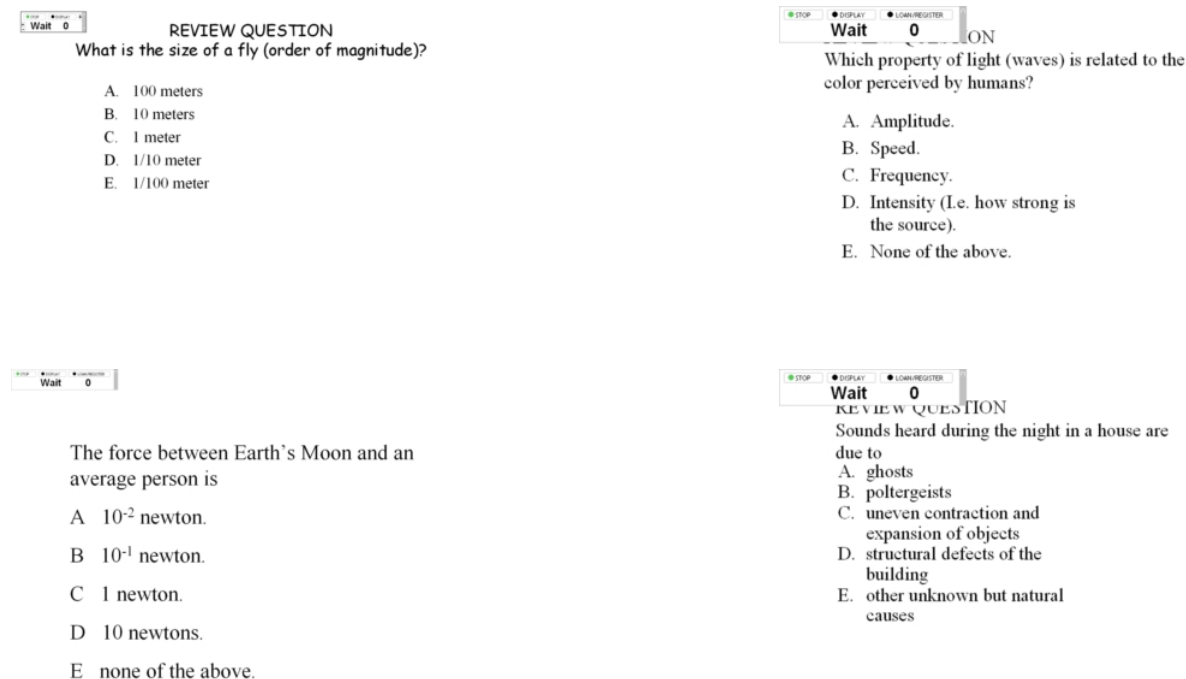 Wait 0
REVIEW QUESTION
What is the size of a fly (order of magnitude)?
A. 100 meters
B. 10 meters
C. 1 meter
D. 1/10 meter
E. 1/100 meter
STOP DISPLAY LOAN/REGISTER
Wait 0
ION
Which property of light (waves) is related to the
color perceived by humans?
A. Amplitude.
B. Speed.
C. Frequency.
D. Intensity (I.e. how strong is
the source).
E. None of the above.
Wait 0
The force between Earth's Moon and an
average person is
A 10⁻² newton.
B 10⁻¹ newton.
C 1 newton.
D 10 newtons.
E none of the above.
STOP DISPLAY LOAN/REGISTER
Wait 0
REVIEW QUESTION
Sounds heard during the night in a house are
due to
A. ghosts
B. poltergeists
C. uneven contraction and
expansion of objects
D. structural defects of the
building
E. other unknown but natural
causes